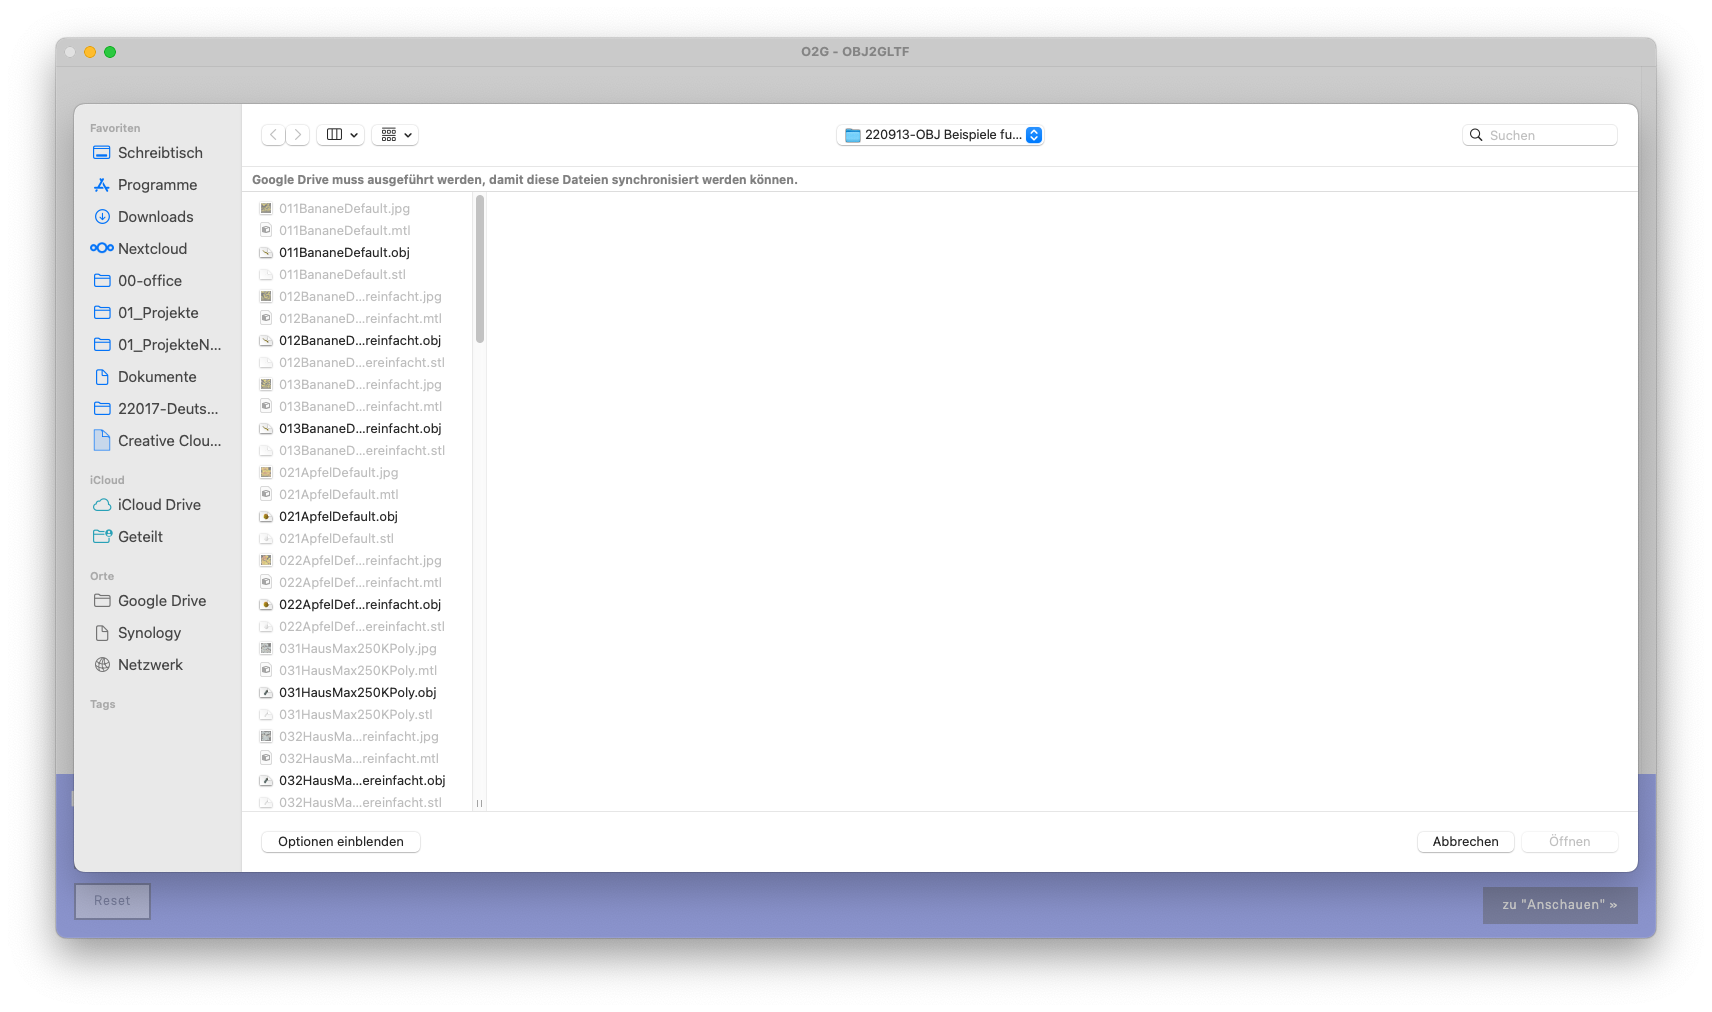 O2G - OBJ2GLTF
Favoriten
Schreibtisch
Programme
Downloads
Nextcloud
00-office
01_Projekte
01_ProjekteN...
Dokumente
22017-Deuts...
Creative Clou...
iCloud
iCloud Drive
Geteilt
Orte
Google Drive
Synology
Netzwerk
Tags
220913-OBJ Beispiele fu...
Suchen
Google Drive muss ausgeführt werden, damit diese Dateien synchronisiert werden können.
011BananeDefault.jpg
011BananeDefault.mtl
011BananeDefault.obj
011BananeDefault.stl
012BananeD...reinfacht.jpg
012BananeD...reinfacht.mtl
012BananeD...reinfacht.obj
012BananeD...ereinfacht.stl
013BananeD...reinfacht.jpg
013BananeD...reinfacht.mtl
013BananeD...reinfacht.obj
013BananeD...ereinfacht.stl
021ApfelDefault.jpg
021ApfelDefault.mtl
021ApfelDefault.obj
021ApfelDefault.stl
022ApfelDef...reinfacht.jpg
022ApfelDef...reinfacht.mtl
022ApfelDef...reinfacht.obj
022ApfelDef...ereinfacht.stl
031HausMax250KPoly.jpg
031HausMax250KPoly.mtl
031HausMax250KPoly.obj
031HausMax250KPoly.stl
032HausMa...reinfacht.jpg
032HausMa...reinfacht.mtl
032HausMa...ereinfacht.obj
032HausMa...ereinfacht.stl
Optionen einblenden
Abbrechen
Öffnen
Reset
zu "Anschauen" »